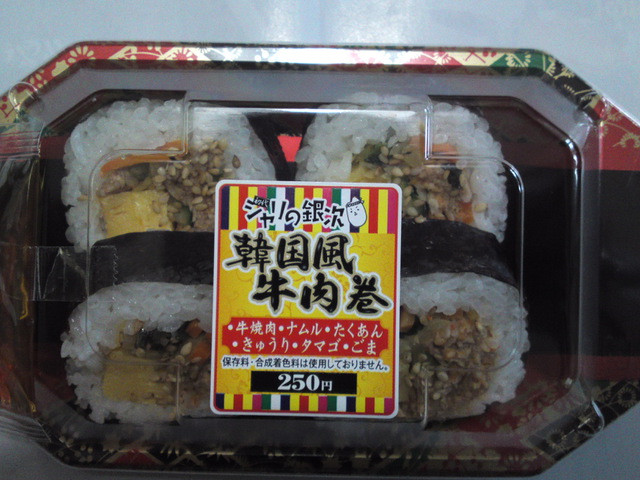 シャリの銀次
韓国風
牛肉巻
・牛焼肉・ナムル・たくあん
・きゅうり・タマゴ・ごま
保存料・合成着色料は使用しておりません。
250円